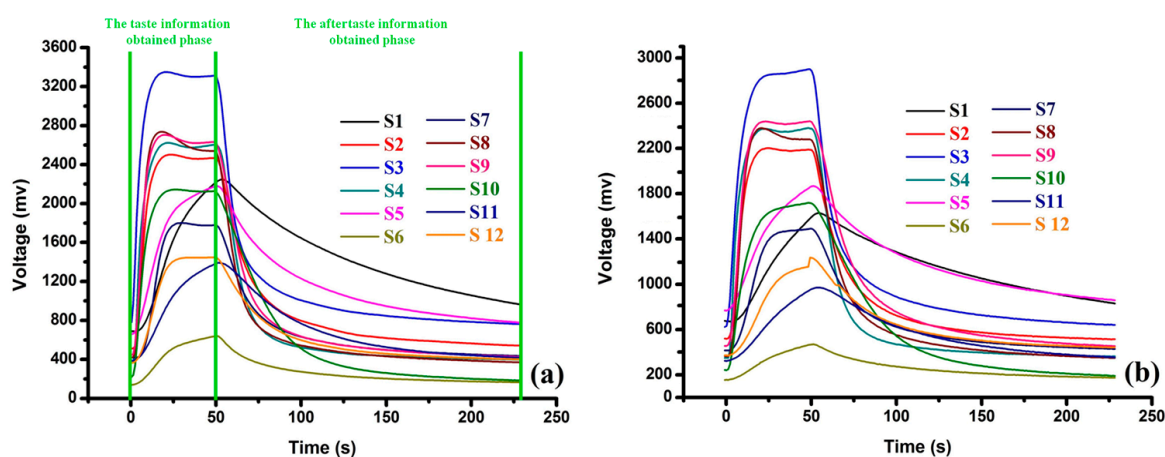 The taste information
obtained phase
The aftertaste information
obtained phase
3600
3200
2800
2400
2000
1600
1200
800
400
0
Voltage (mv)
-50
0
50
100
150
200
250
Time (s)
S1
S2
S3
S4
S5
S6
S7
S8
S9
S10
S11
S 12
(a)
3000
2600
2200
1800
1400
1000
600
200
Voltage (mv)
-50
0
50
100
150
200
250
Time (s)
S1
S2
S3
S4
S5
S6
S7
S8
S9
S10
S11
S 12
(b)